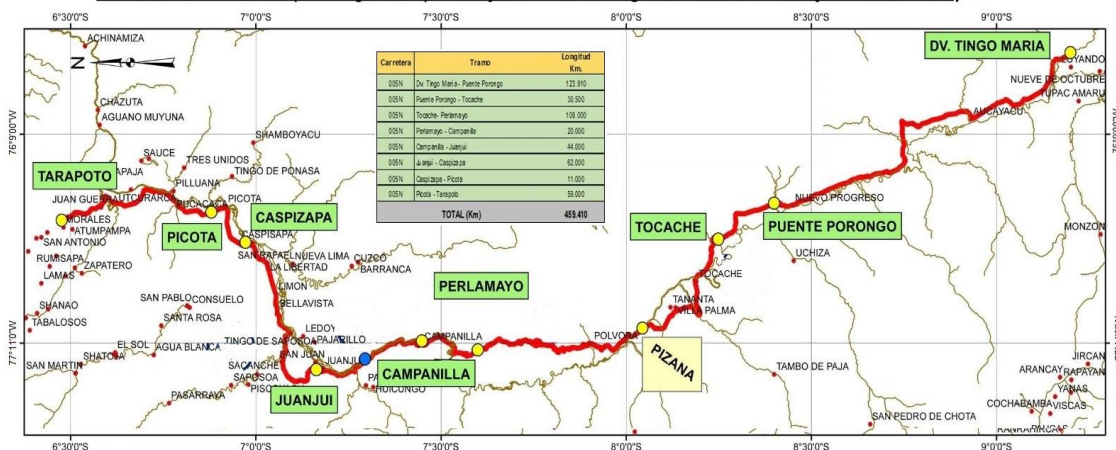 6°30'0"S 7°0'0"S 7°30'0"S 8°0'0"S 8°30'0"S 9°0'0"S
ACHINAMIZA
DV. TINGO MARIA
N
NUEVE DE OCTUBRE
TUPAC AMARU
CHAZUTA
AGUANO MUYUNA
AUCAYACU
76°9'0"W
SHAMBOYACU
SAUCE
TRES UNIDOS
TINGO DE PONASA
TARAPOTO
PILLUANA
JUAN GUERRA
PUCACACA
PICOTA
NUEVO PROGRESO
MORALES
CASPIZAPA
ATUMPAMPA
PICOTA
TOCACHE
PUENTE PORONGO
SAN ANTONIO
CASPISAPA
MONZON
RUMISAPA
SAN RAFAEL
NUEVA LIMA
CUZCO
UCHIZA
ZAPATERO
LA LIBERTAD
BARRANCA
LAMAS
TOCACHE
LIMON
PERLAMAYO
SAN PABLO
CONSUELO
BELLAVISTA
TANANTA
SHANAO
VILLA PALMA
TABALOSOS
SANTA ROSA
LEDOY
PAJARILLO
CAMPANILLA
POLVORA
77°11'0"W
EL SOL
AGUA BLANCA
TINGO DE SAPOSOA
SHATOJA
SAN JUAN
JUANJUI
PIZANA
JIRCAN
SAN MARTIN
SACANCHE
CAMPANILLA
TAMBO DE PAJA
ARANCAY
RAPAYAN
SAPOSOA
HUICUNGO
YANAS
PASARRAYA
JUANJUI
COCHABAMBA
VISCAS
SAN PEDRO DE CHOTA
6°30'0"S 7°0'0"S 7°30'0"S 8°0'0"S 8°30'0"S 9°0'0"S
Carretera Tramo Longitud Km.
005N Dv. Tingo Maria - Puente Porongo 123.910
005N Puente Porongo - Tocache 30.500
005N Tocache- Perlamayo 109.000
005N Perlamayo - Campanilla 20.000
005N Campanilla - Juanjui 44.000
005N Juanjui - Caspizapa 62.000
005N Caspizapa - Picota 11.000
005N Picota - Tarapoto 59.000
TOTAL (Km) 459.410